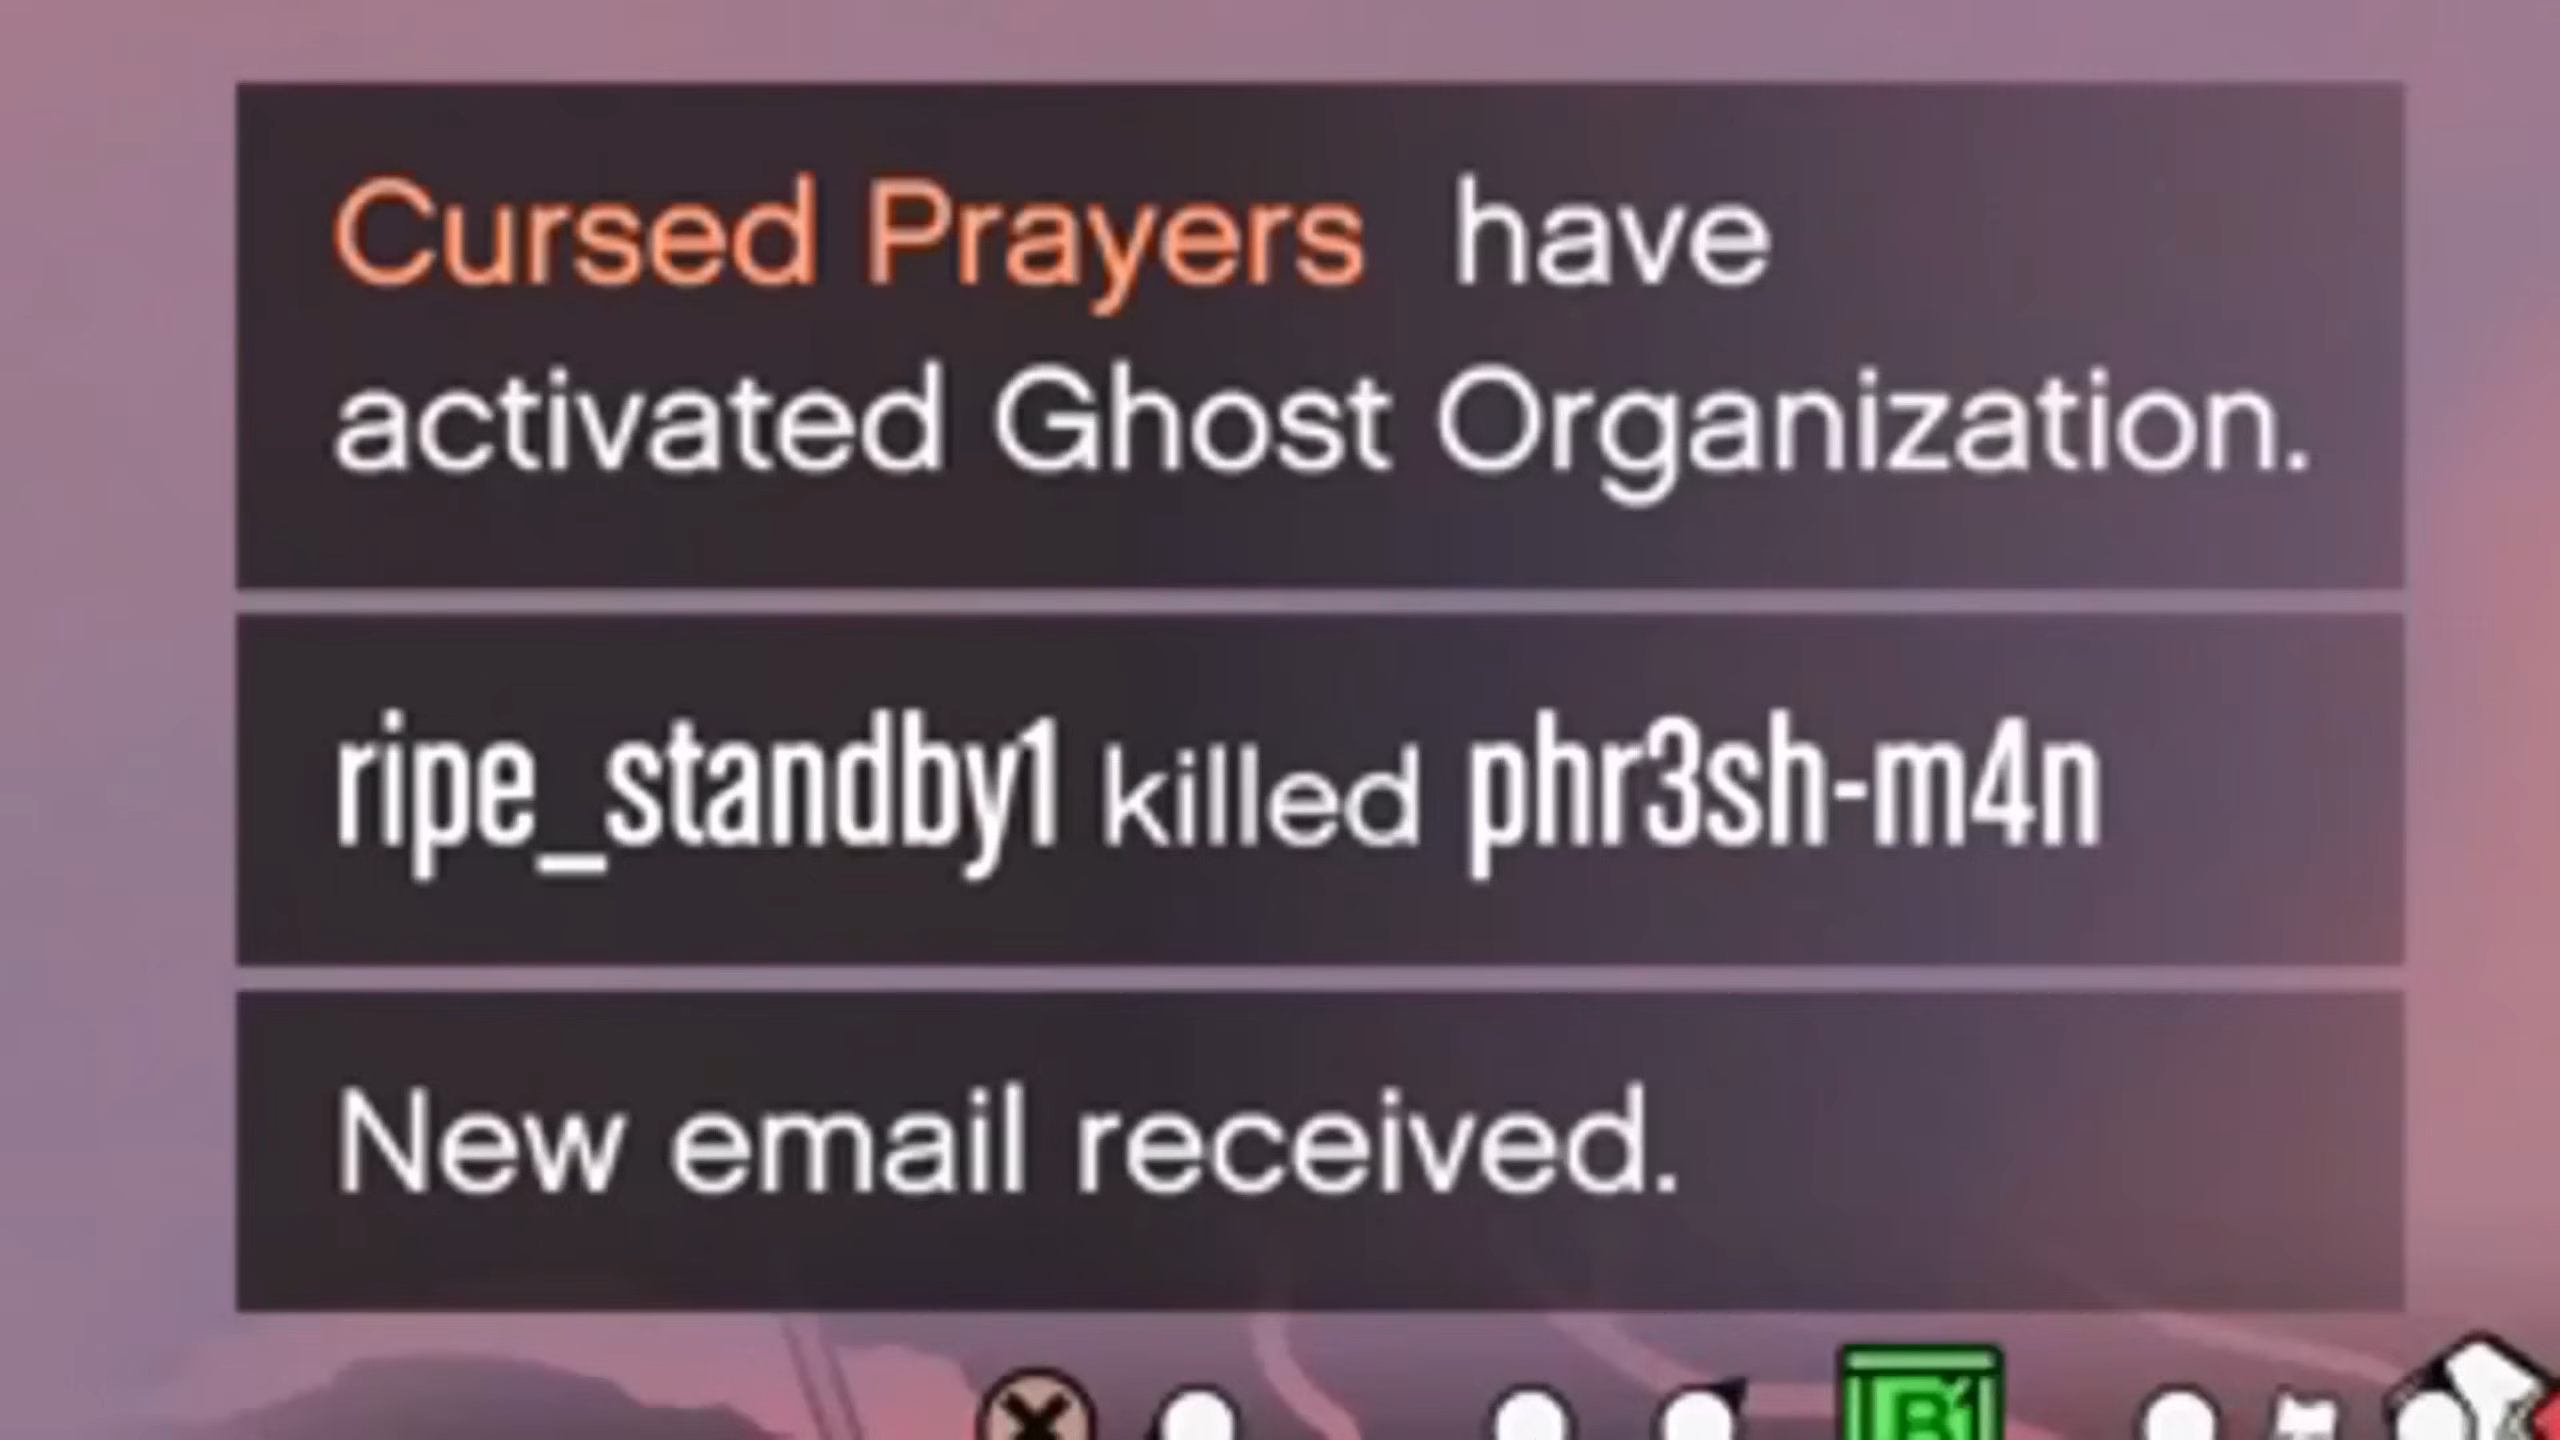 Cursed Prayers have
activated Ghost Organization.
ripe_standby1 killed phr3sh-m4n
New email received.
B